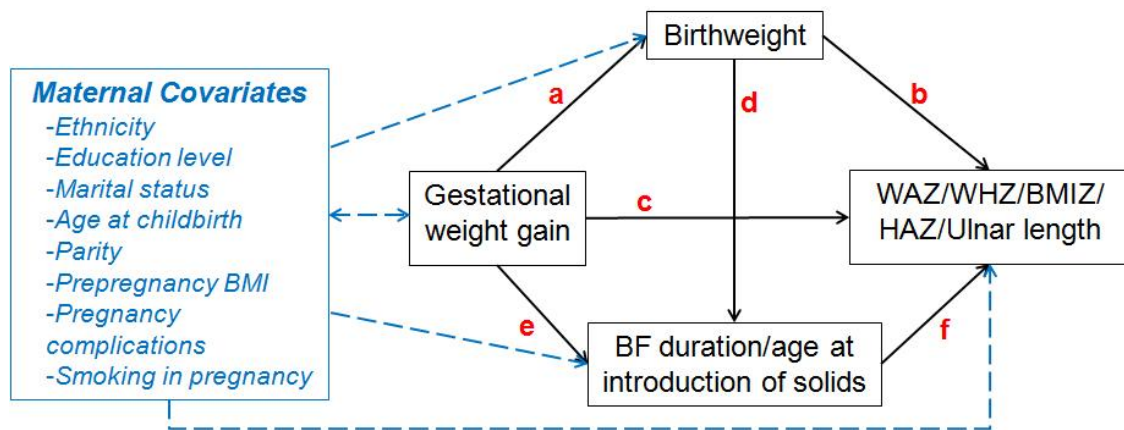 Maternal Covariates
-Ethnicity
-Education level
-Marital status
-Age at childbirth
-Parity
-Prepregnancy BMI
-Pregnancy
complications
-Smoking in pregnancy
Birthweight
a
d
b
Gestational
weight gain
c
WAZ/WHZ/BMIZ/
HAZ/Ulnar length
e
BF duration/age at
introduction of solids
f